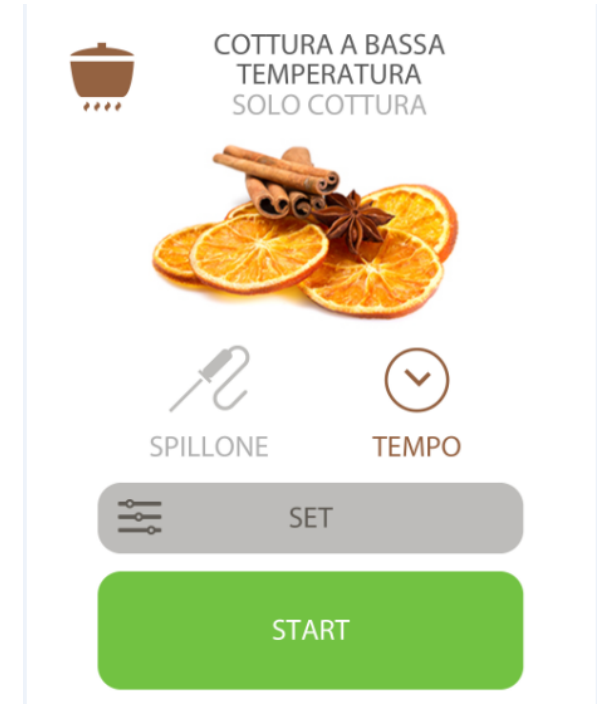 COTTURA A BASSA
TEMPERATURA
SOLO COTTURA
SPILLONE
TEMPO
SET
START